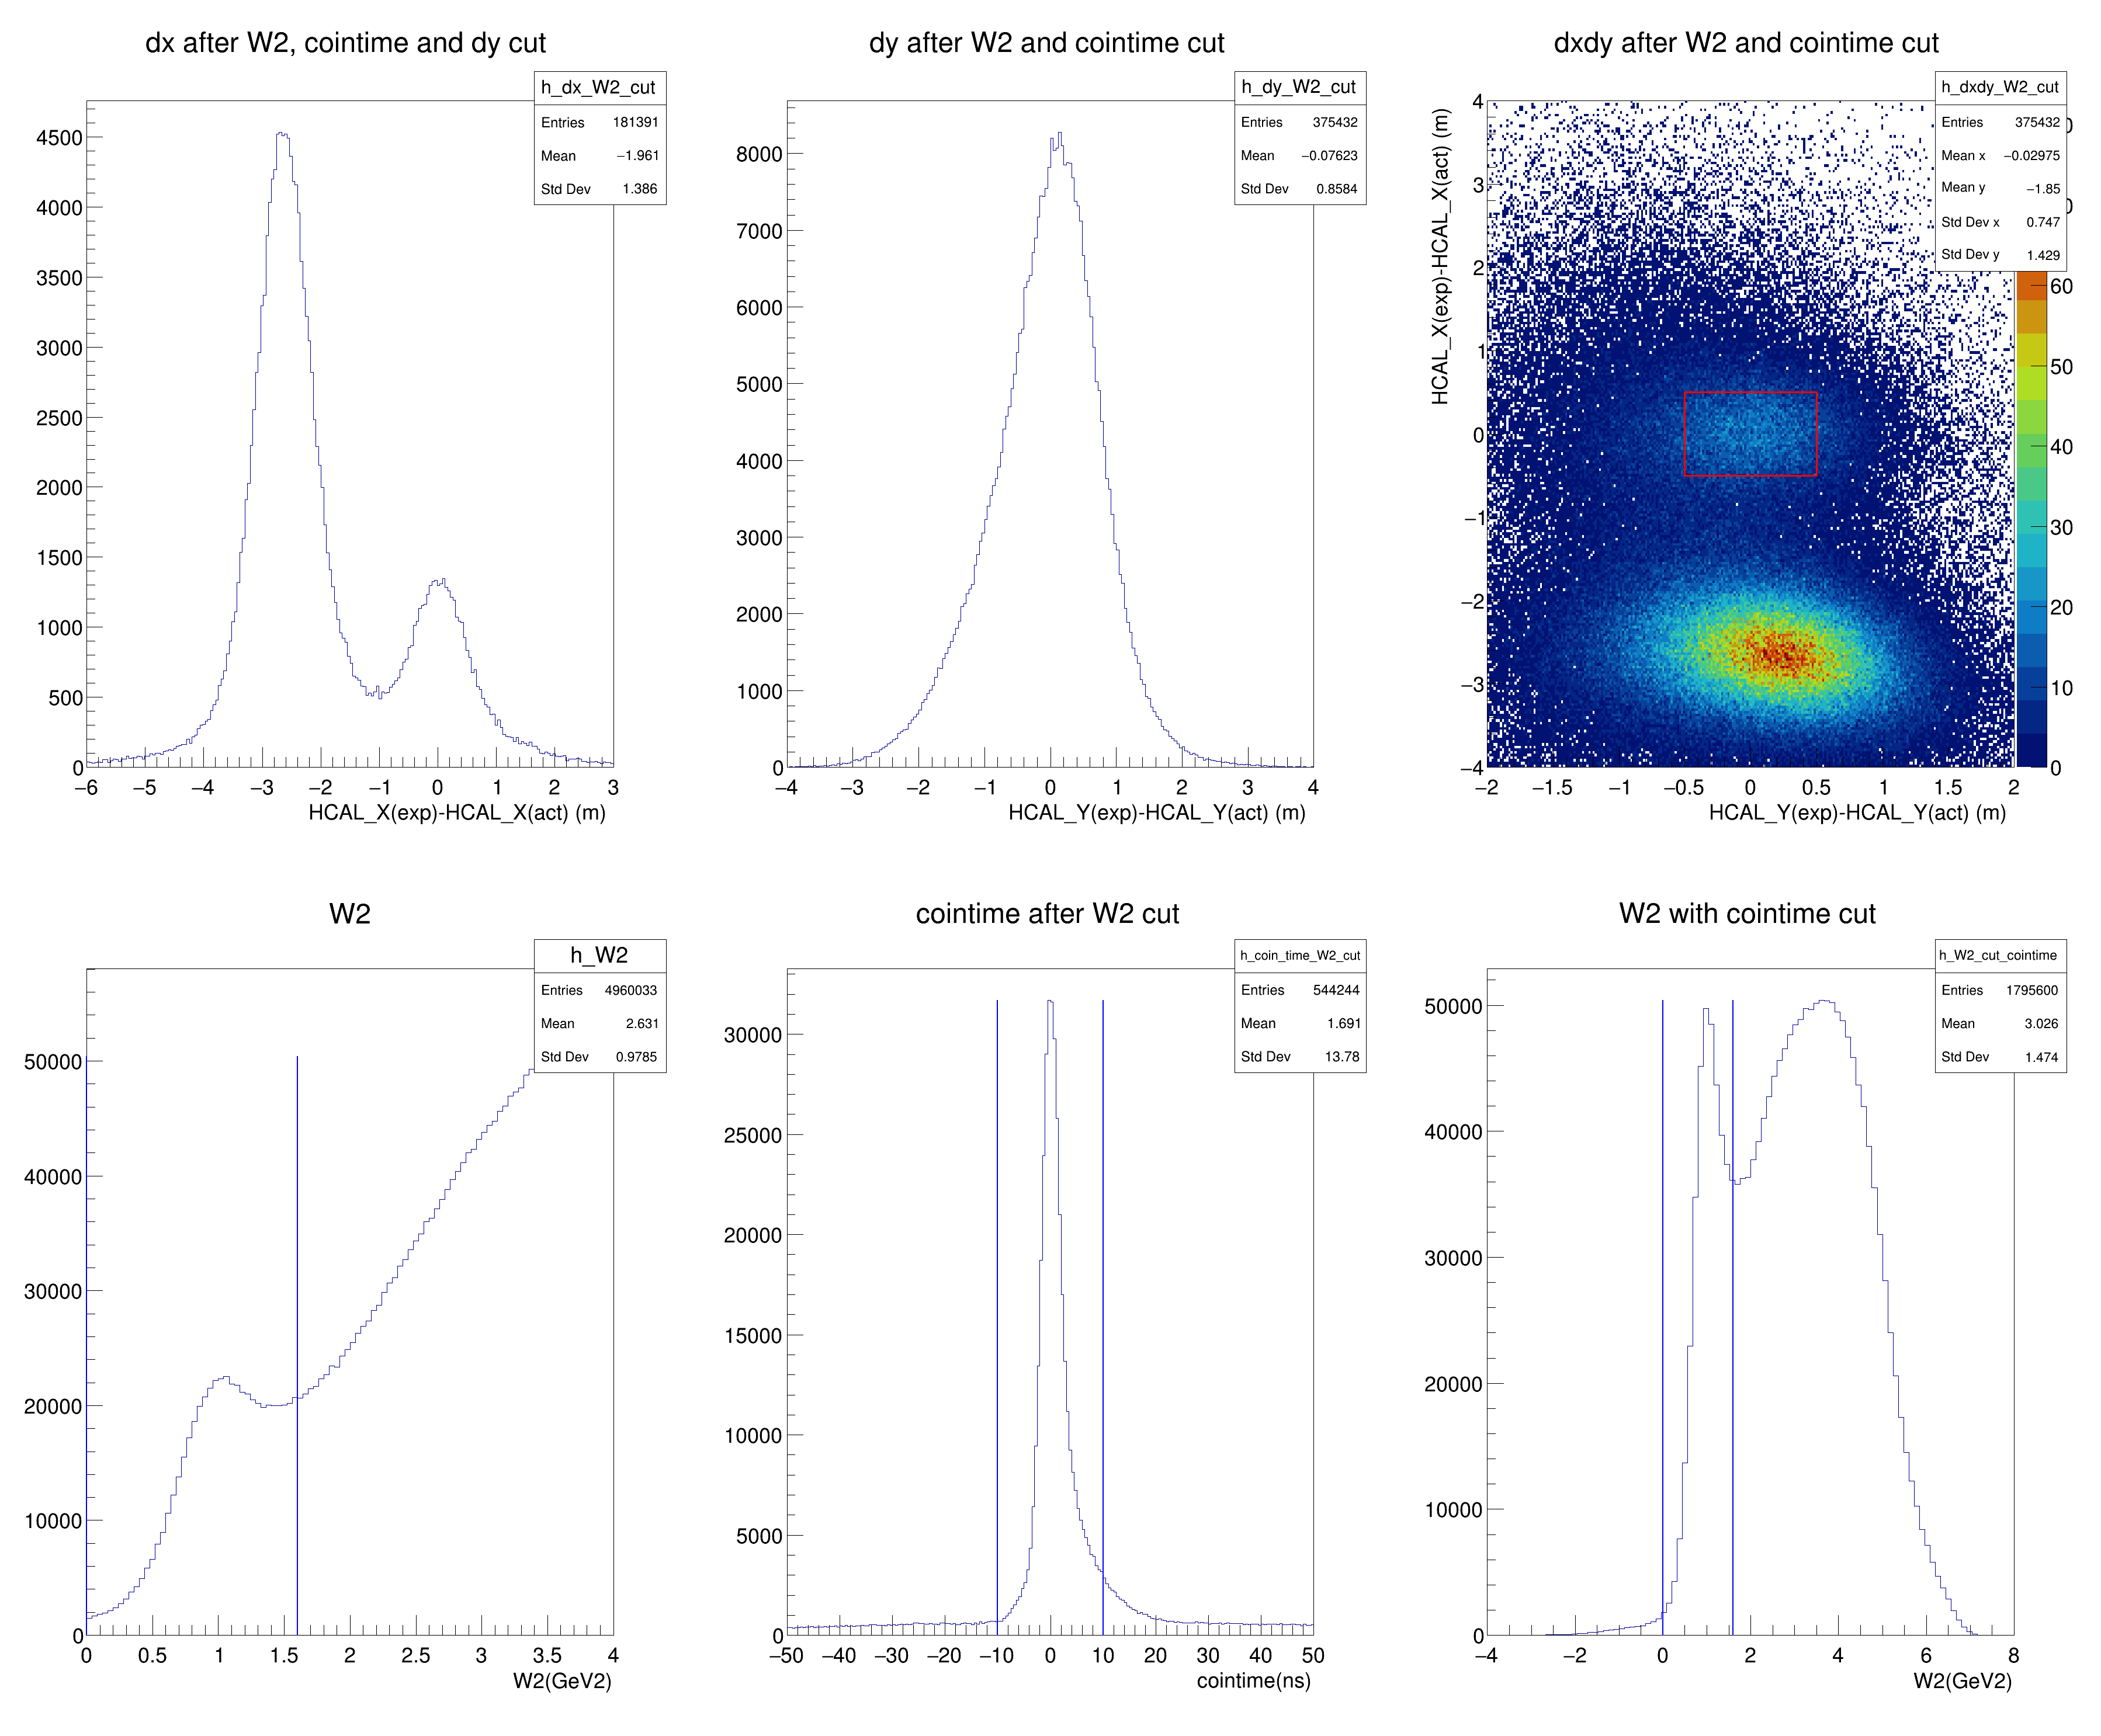 dx after W2, cointime and dy cut
h_dx_W2_cut
Entries 181391
Mean −1.961
Std Dev 1.386
4500
4000
3500
3000
2500
2000
1500
1000
500
0
−6 −5 −4 −3 −2 −1 0 1 2 3
HCAL_X(exp)-HCAL_X(act) (m)
dy after W2 and cointime cut
h_dy_W2_cut
Entries 375432
Mean −0.07623
Std Dev 0.8584
8000
7000
6000
5000
4000
3000
2000
1000
0
−4 −3 −2 −1 0 1 2 3 4
HCAL_Y(exp)-HCAL_Y(act) (m)
dxdy after W2 and cointime cut
h_dxdy_W2_cut
Entries 375432
Mean x −0.02975
Mean y −1.85
Std Dev x 0.747
Std Dev y 1.429
HCAL_X(exp)-HCAL_X(act) (m)
4
3
2
1
0
−1
−2
−3
−4
−2 −1.5 −1 −0.5 0 0.5 1 1.5 2
HCAL_Y(exp)-HCAL_Y(act) (m)
60
50
40
30
20
10
0
W2
h_W2
Entries 4960033
Mean 2.631
Std Dev 0.9785
50000
40000
30000
20000
10000
0
0 0.5 1 1.5 2 2.5 3 3.5 4
W2(GeV2)
cointime after W2 cut
h_coin_time_W2_cut
Entries 544244
Mean 1.691
Std Dev 13.78
30000
25000
20000
15000
10000
5000
0
−50 −40 −30 −20 −10 0 10 20 30 40 50
cointime(ns)
W2 with cointime cut
h_W2_cut_cointime
Entries 1795600
Mean 3.026
Std Dev 1.474
50000
40000
30000
20000
10000
0
−4 −2 0 2 4 6 8
W2(GeV2)